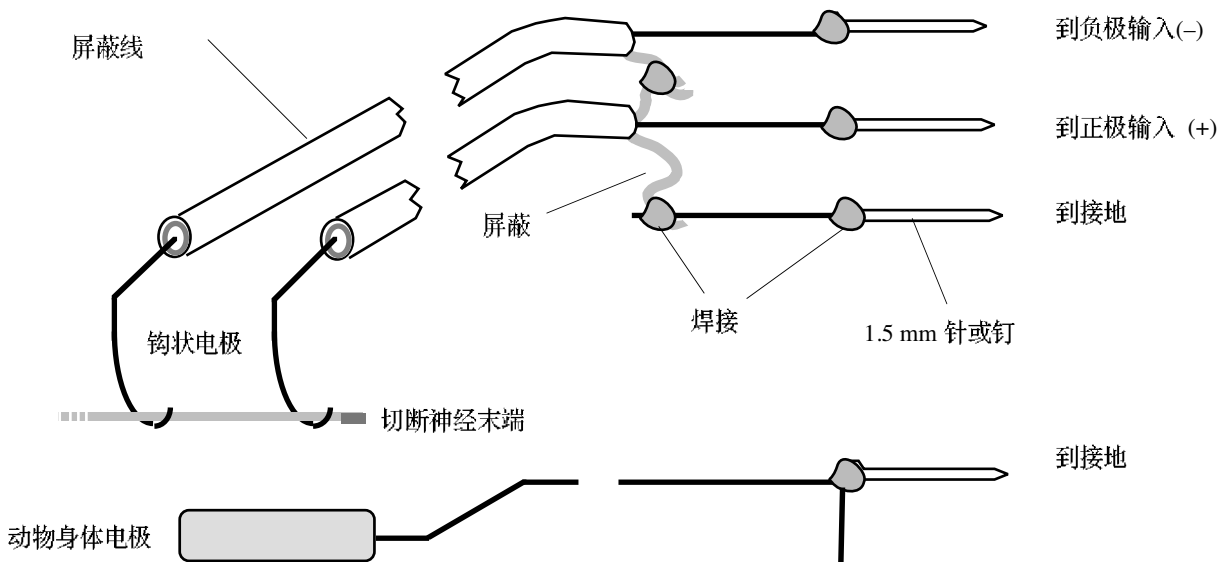 到负极输入(–)
屏蔽线
到正极输入 (+)
到接地
屏蔽
焊接
1.5 mm 针或钉
钩状电极
切断神经末端
到接地
动物身体电极